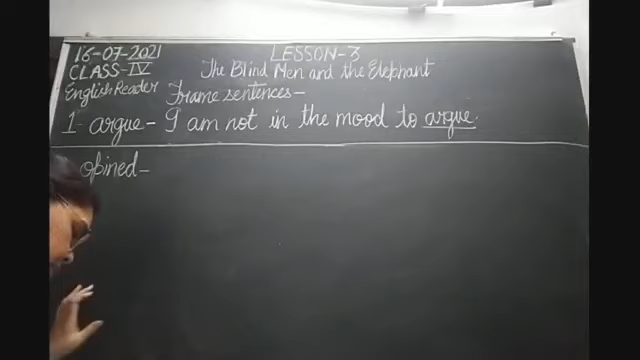 16-07-2021
LESSON-3
CLASS-IV
The Blind Men and the Elephant
English Reader
Frame sentences-
1- argue- I am not in the mood to argue.
opined-